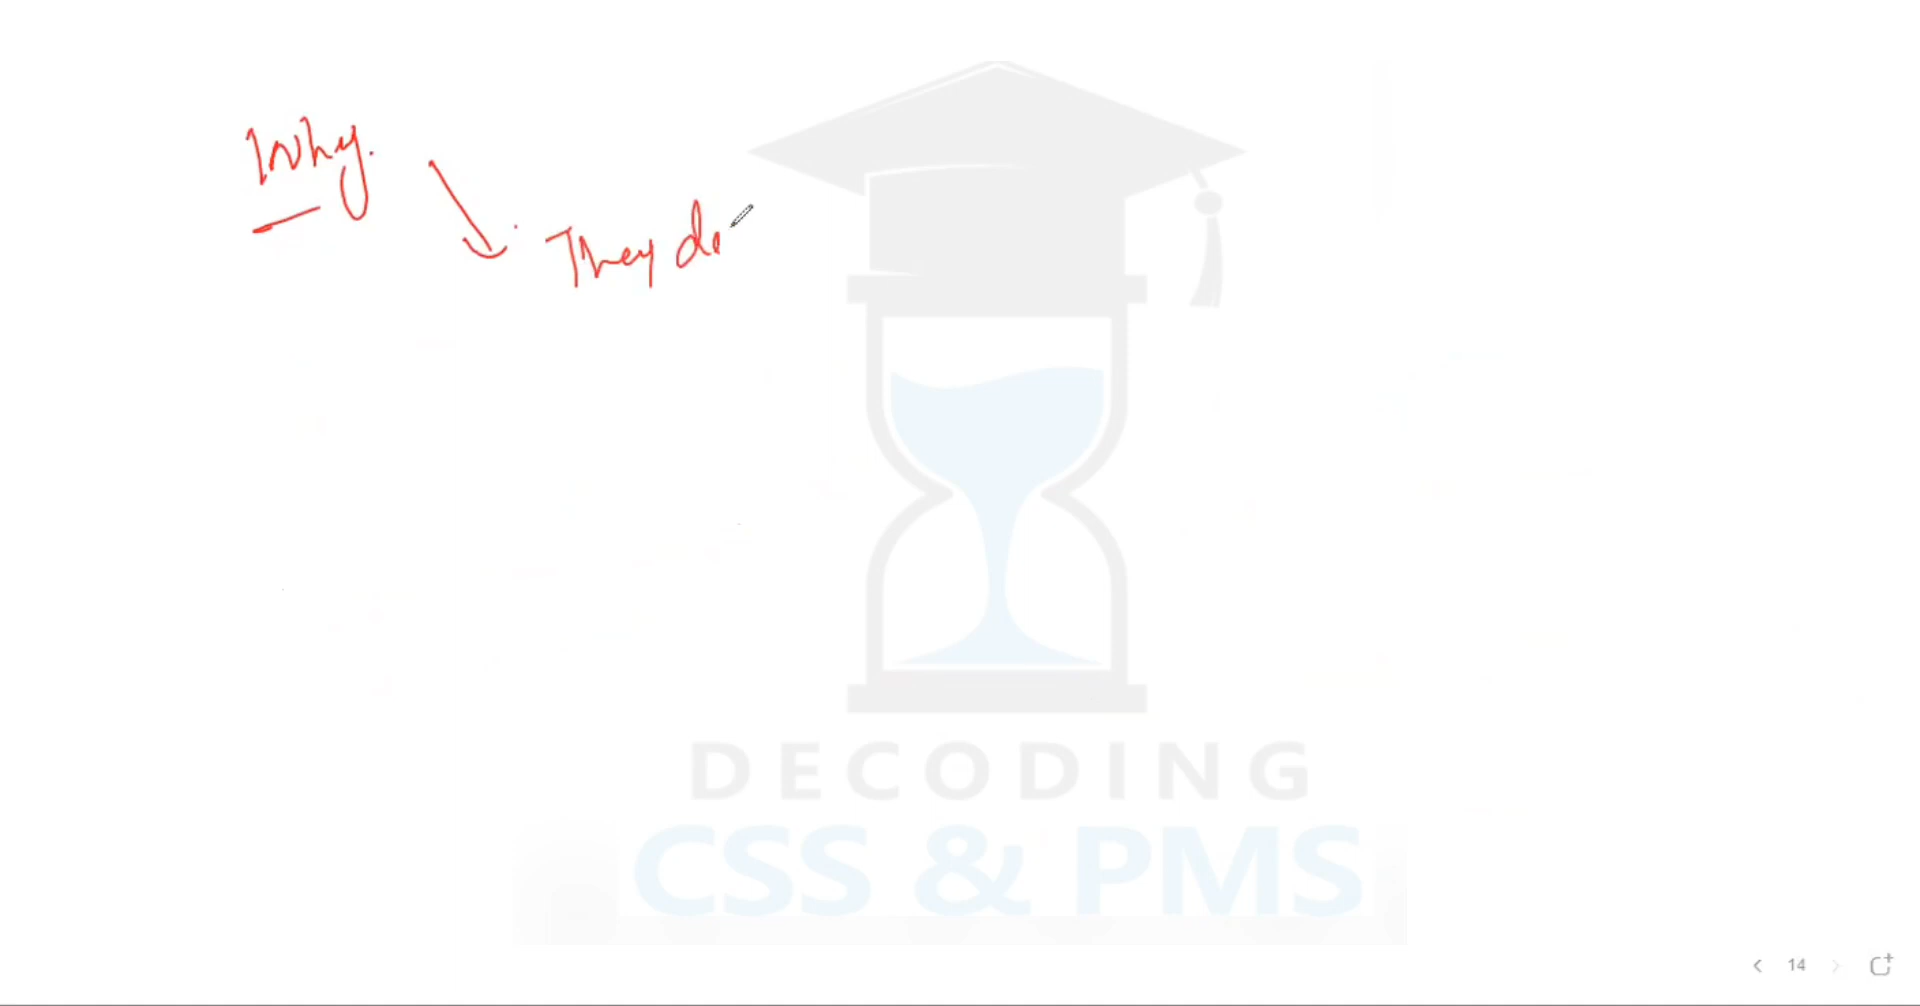 Why.
They do
DECODING
CSS & PMS
14